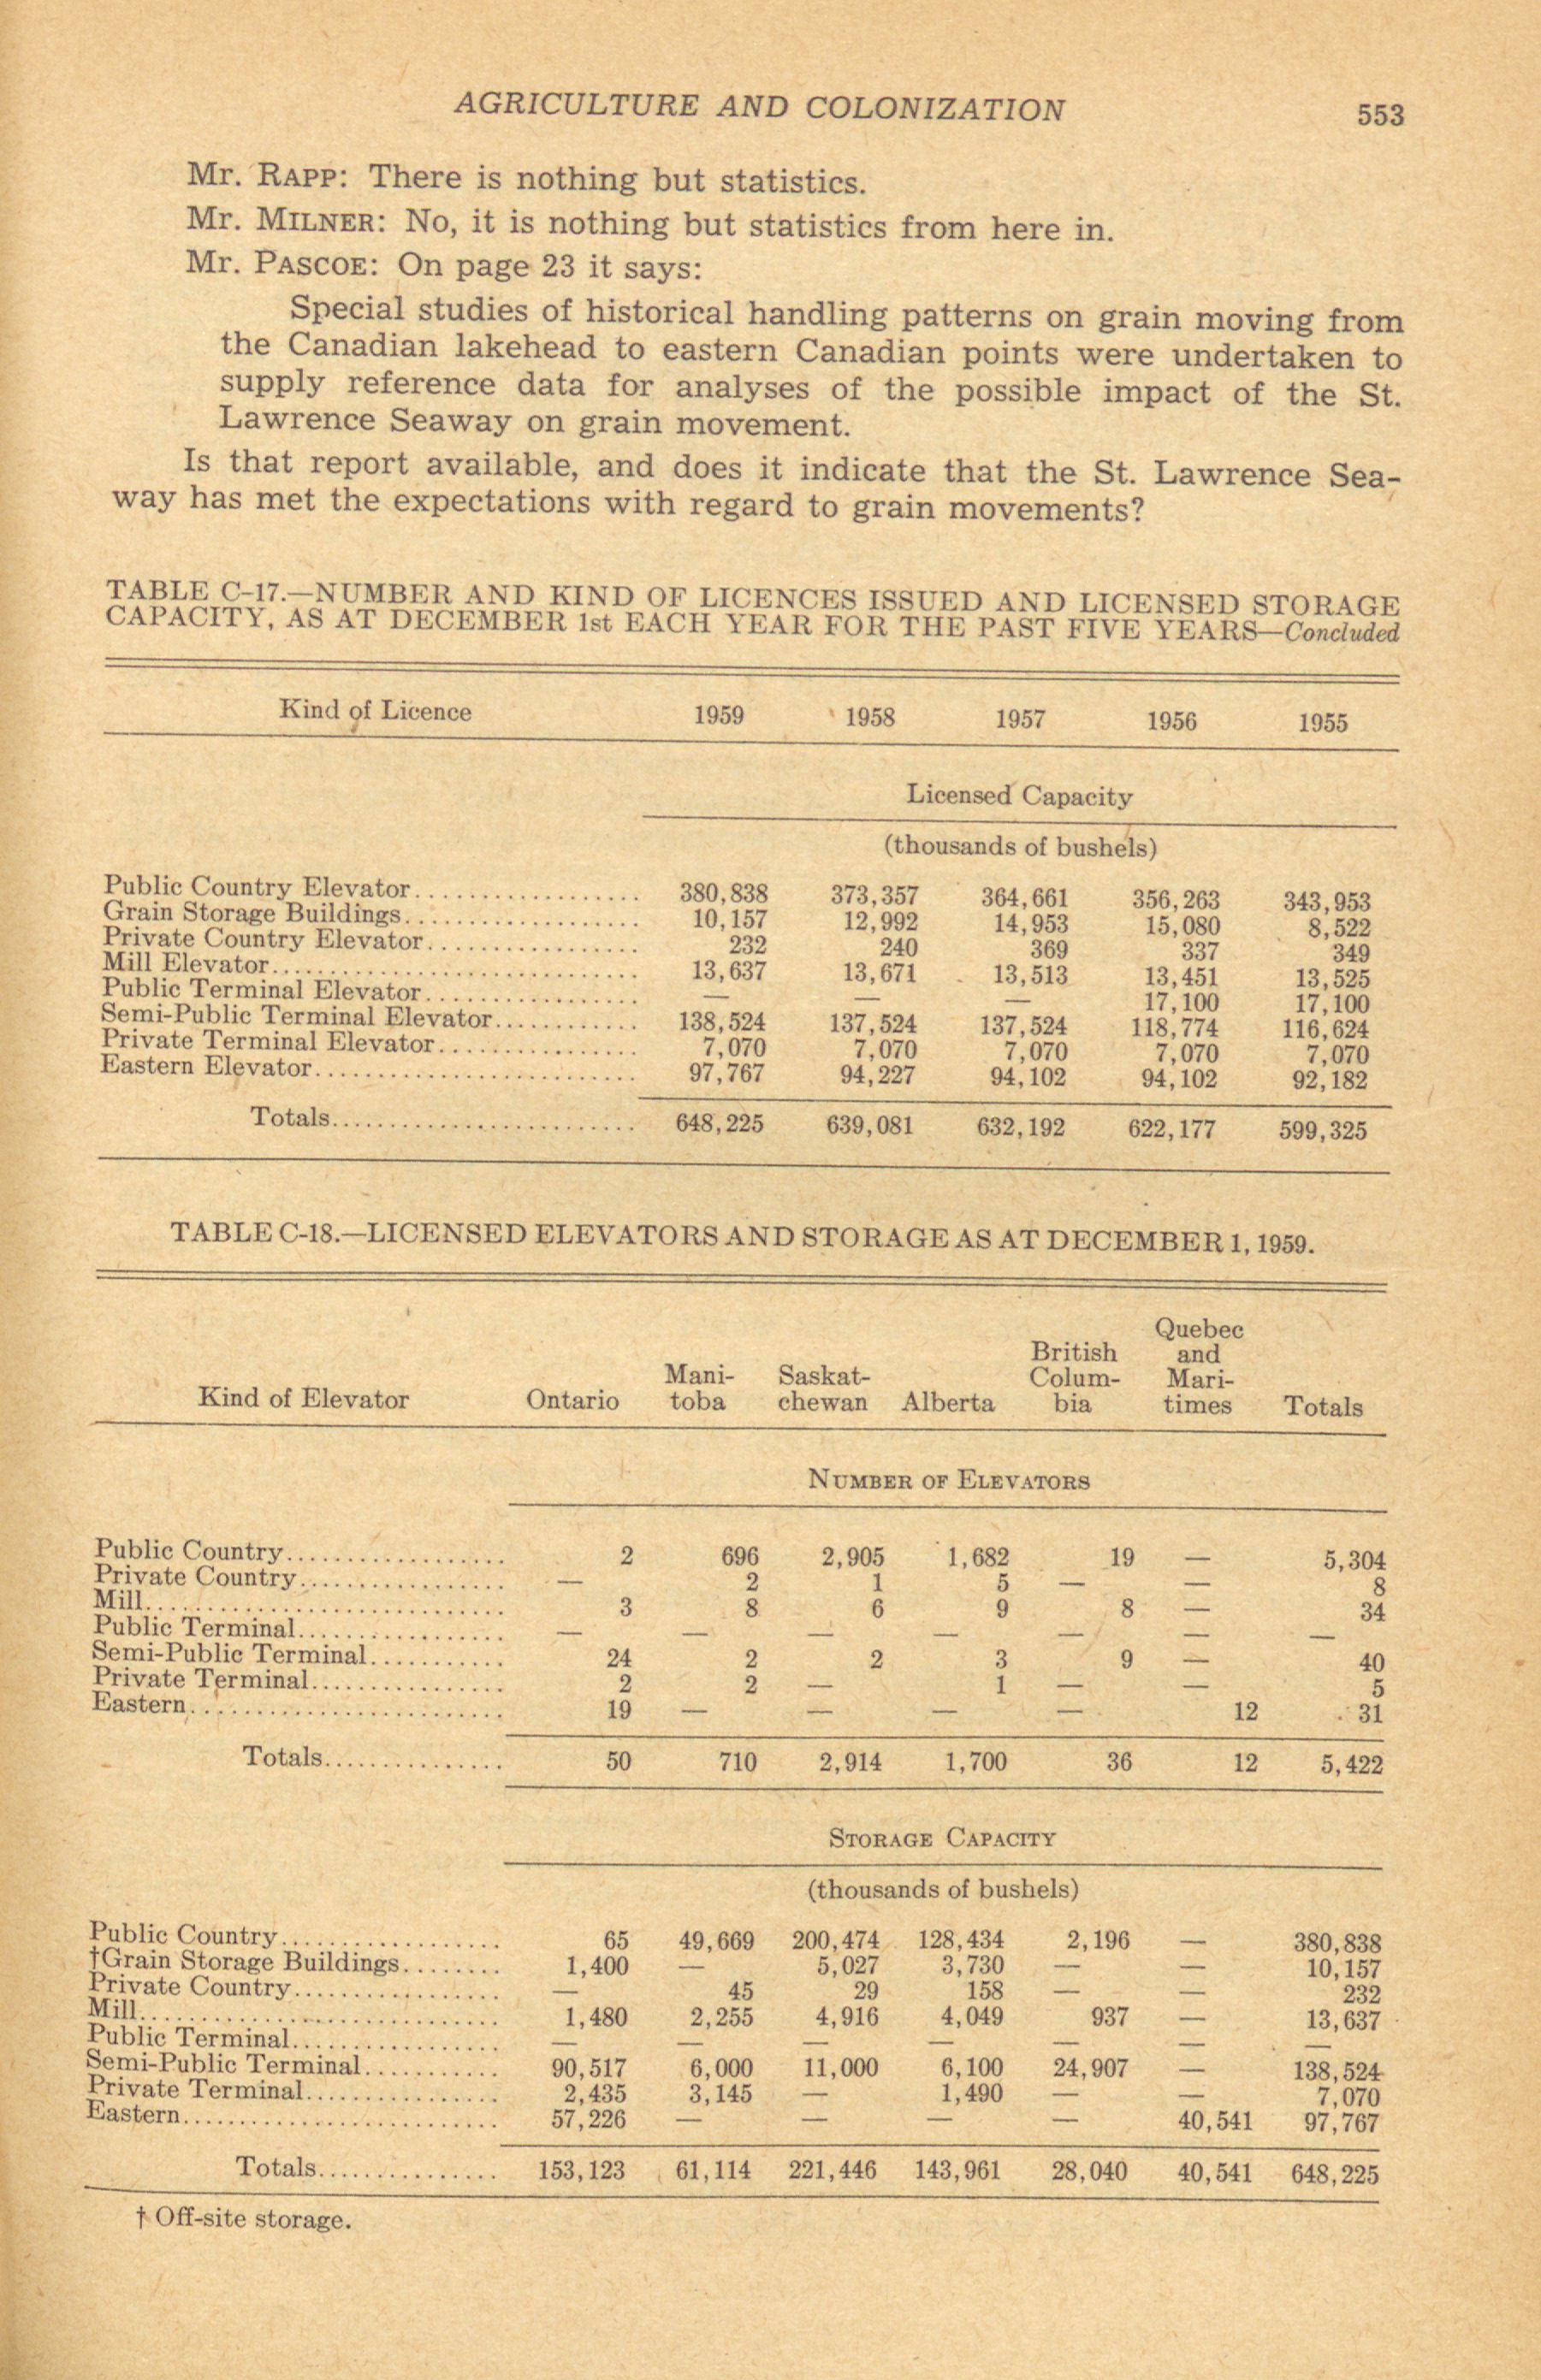 AGRICULTURE AND COLONIZATION 553
Mr. RAPP: There is nothing but statistics.
Mr. MILNER: No, it is nothing but statistics from here in.
Mr. PASCOE: On page 23 it says:
Special studies of historical handling patterns on grain moving from
the Canadian lakehead to eastern Canadian points were undertaken to
supply reference data for analyses of the possible impact of the St.
Lawrence Seaway on grain movement.
Is that report available, and does it indicate that the St. Lawrence Sea-
way has met the expectations with regard to grain movements?
TABLE C-17.—NUMBER AND KIND OF LICENCES ISSUED AND LICENSED STORAGE
CAPACITY, AS AT DECEMBER 1st EACH YEAR FOR THE PAST FIVE YEARS—Concluded
Kind of Licence 1959 1958 1957 1956 1955
Licensed Capacity
(thousands of bushels)
Public Country Elevator 380,838 373,357 364,661 356,263 343,953
Grain Storage Buildings 10,157 12,992 14,953 15,080 8,522
Private Country Elevator 232 240 369 337 349
Mill Elevator 13,637 13,671 13,513 13,451 13,525
Public Terminal Elevator — — — 17,100 17,100
Semi-Public Terminal Elevator 138,524 137,524 137,524 118,774 116,624
Private Terminal Elevator 7,070 7,070 7,070 7,070 7,070
Eastern Elevator 97,767 94,227 94,102 94,102 92,182
Totals 648,225 639,081 632,192 622,177 599,325
TABLE C-18.—LICENSED ELEVATORS AND STORAGE AS AT DECEMBER 1, 1959.
Quebec
British and
Mani- Saskat- Colum- Mari-
Kind of Elevator Ontario toba chewan Alberta bia times Totals
NUMBER OF ELEVATORS
Public Country 2 696 2,905 1,682 19 — 5,304
Private Country — 2 1 5 — — 8
Mill 3 8 6 9 8 — 34
Public Terminal — — — — — — —
Semi-Public Terminal 24 2 2 3 9 — 40
Private Terminal 2 2 — 1 — — 5
Eastern 19 — — — — 12 31
Totals 50 710 2,914 1,700 36 12 5,422
STORAGE CAPACITY
(thousands of bushels)
Public Country 65 49,669 200,474 128,434 2,196 — 380,838
†Grain Storage Buildings 1,400 — 5,027 3,730 — — 10,157
Private Country — 45 29 158 — — 232
Mill 1,480 2,255 4,916 4,049 937 — 13,637
Public Terminal — — — — — — —
Semi-Public Terminal 90,517 6,000 11,000 6,100 24,907 — 138,524
Private Terminal 2,435 3,145 — 1,490 — — 7,070
Eastern 57,226 — — — — 40,541 97,767
Totals 153,123 61,114 221,446 143,961 28,040 40,541 648,225
† Off-site storage.